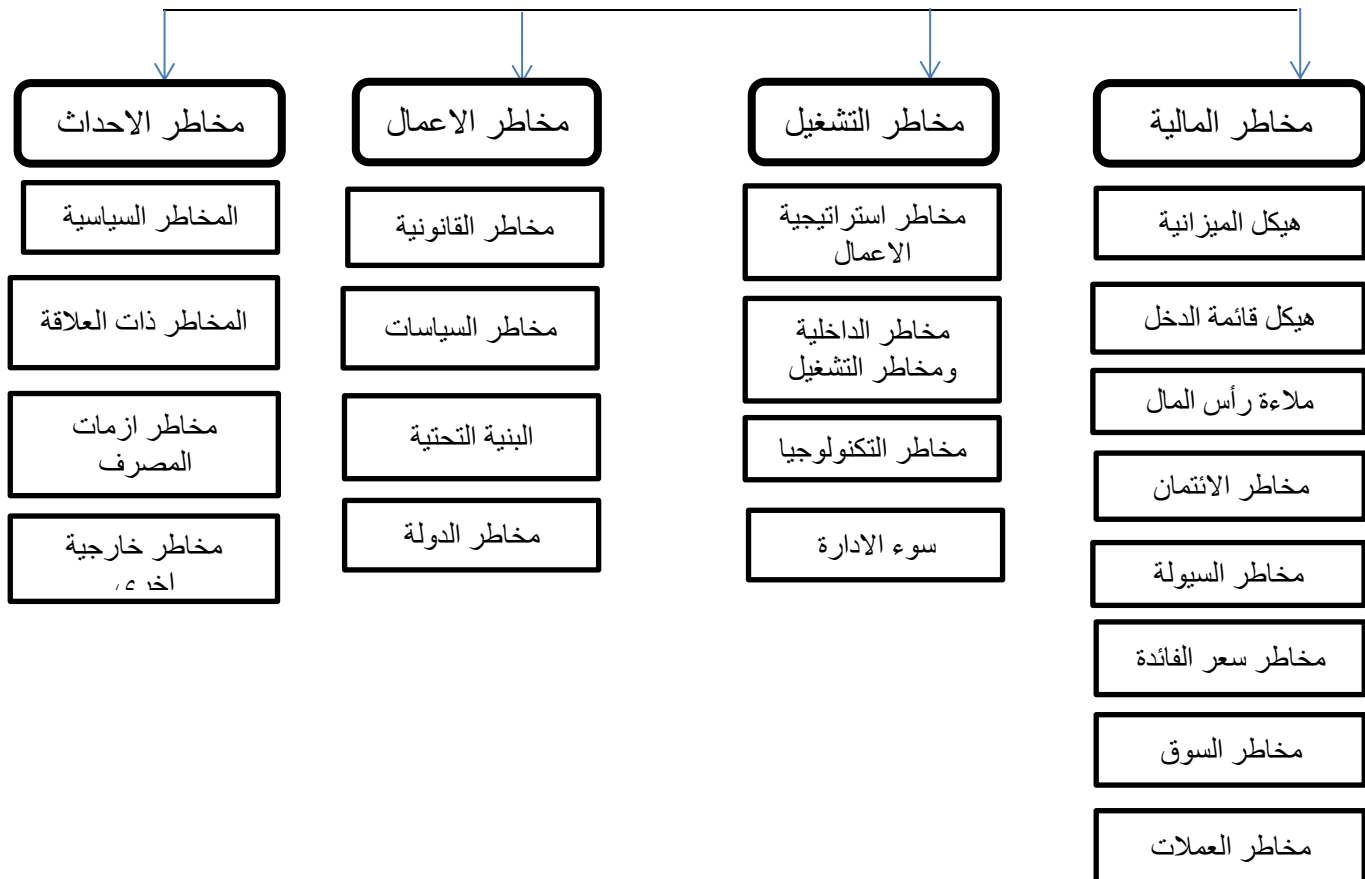 مخاطر المالية
هيكل الميزانية
هيكل قائمة الدخل
ملاءة رأس المال
مخاطر الائتمان
مخاطر السيولة
مخاطر سعر الفائدة
مخاطر السوق
مخاطر العملات
مخاطر التشغيل
مخاطر استراتيجية
الاعمال
مخاطر الداخلية
ومخاطر التشغيل
مخاطر التكنولوجيا
سوء الادارة
مخاطر الاعمال
مخاطر القانونية
مخاطر السياسات
البنية التحتية
مخاطر الدولة
مخاطر الاحداث
المخاطر السياسية
المخاطر ذات العلاقة
مخاطر ازمات
المصرف
مخاطر خارجية
اخرى